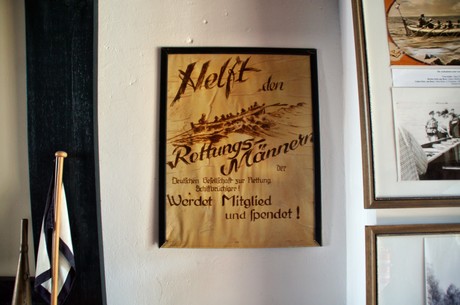 Helft
den
Rettungs-
Männern
der
Deutschen Gesellschaft zur Rettung
Schiffbrüchiger!
Werdet Mitglied
und spendet!